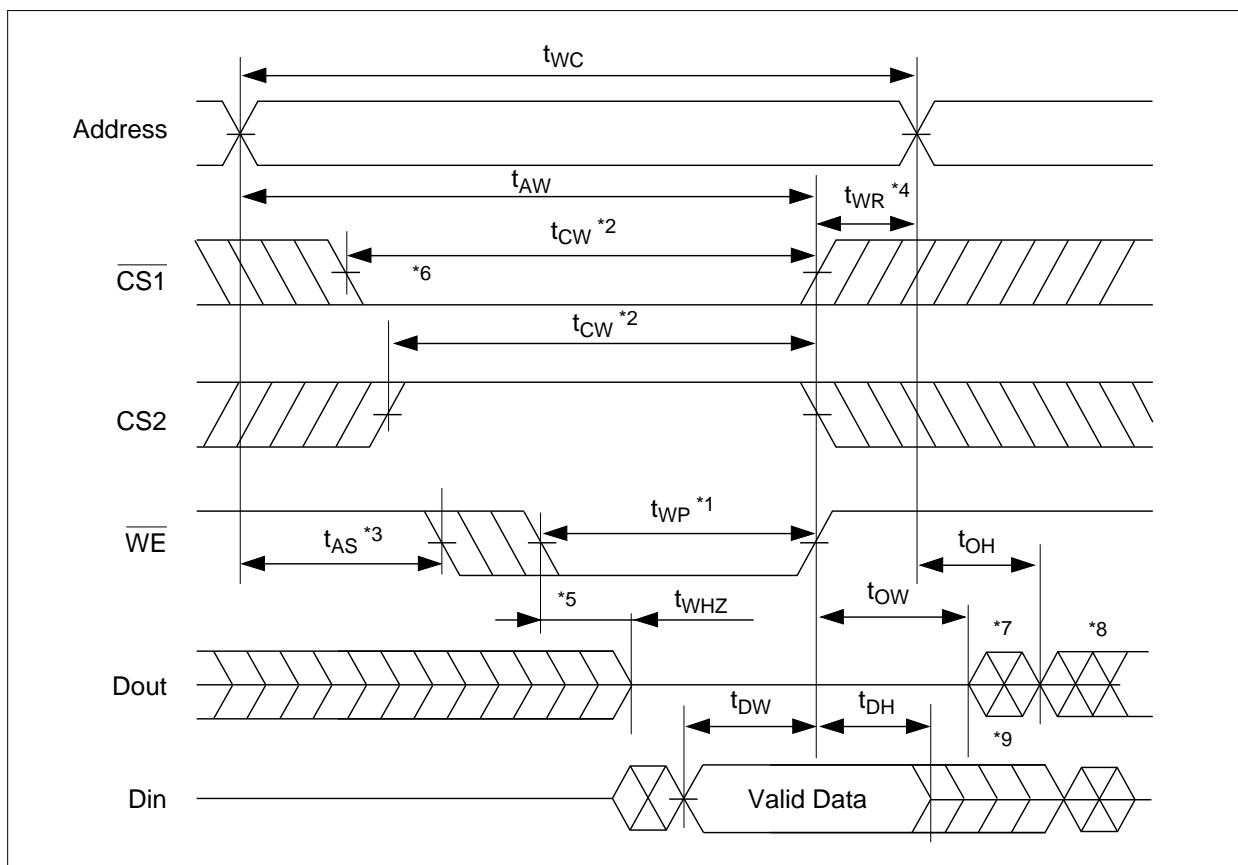 tWC
Address
tAW
tWR *4
tCW *2
CS1
*6
tCW *2
CS2
tWP *1
WE
tAS *3
tOH
*5
tWHZ
tOW
*7
*8
Dout
tDW
tDH
*9
Din
Valid Data